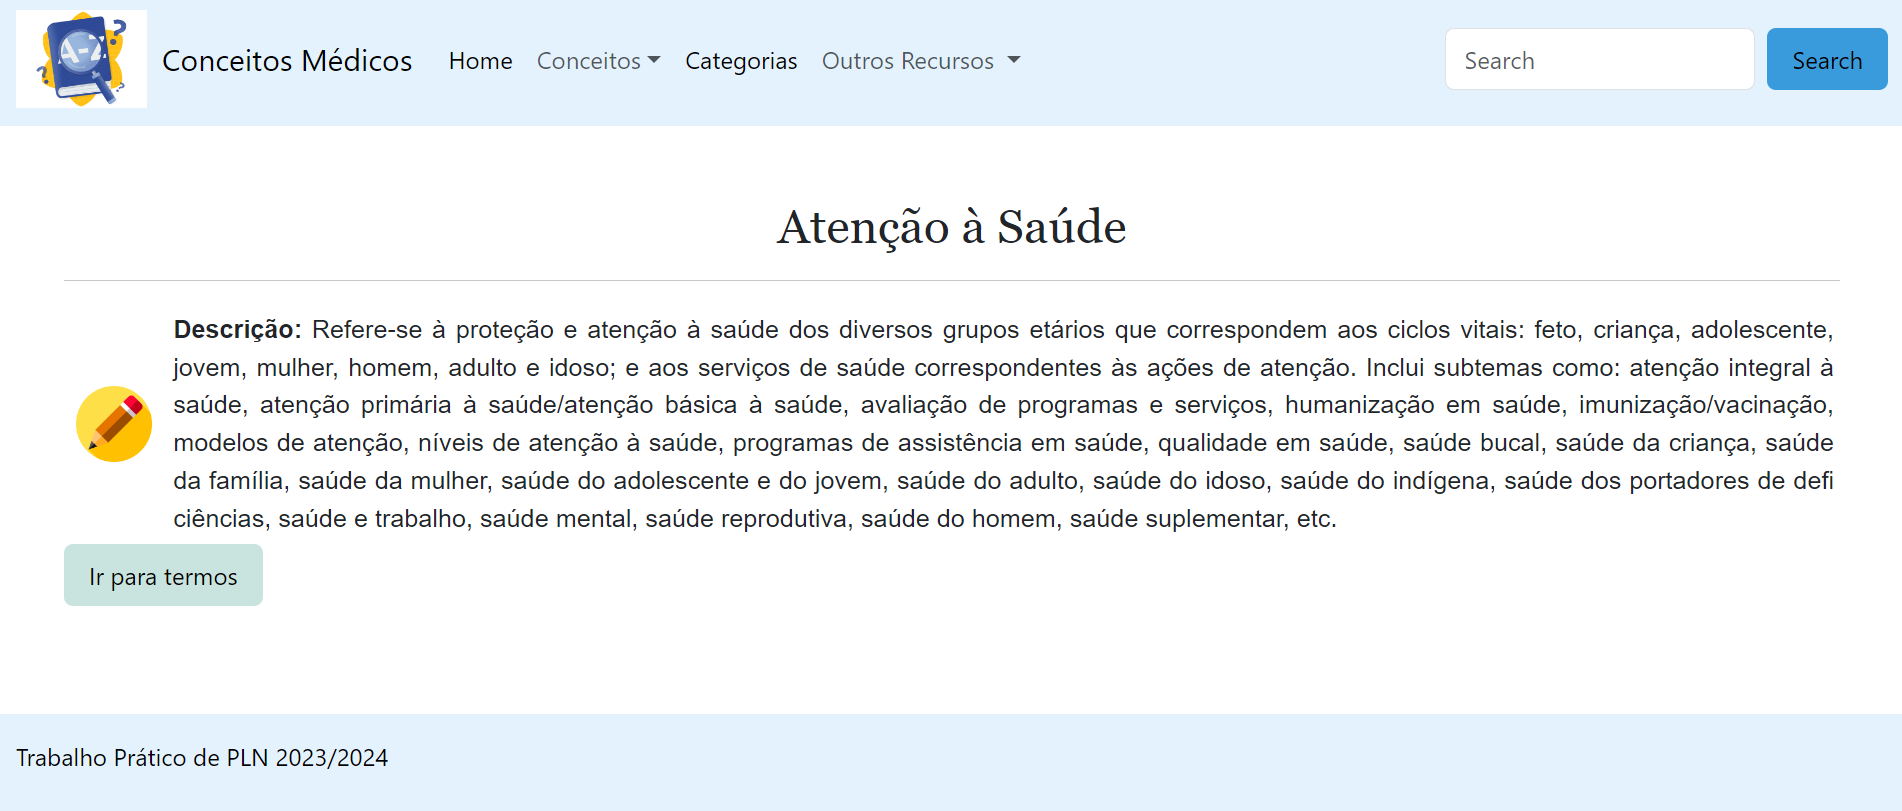 A-Z
Conceitos Médicos Home Conceitos Categorias Outros Recursos Search Search
Atenção à Saúde
Descrição: Refere-se à proteção e atenção à saúde dos diversos grupos etários que correspondem aos ciclos vitais: feto, criança, adolescente,
jovem, mulher, homem, adulto e idoso; e aos serviços de saúde correspondentes às ações de atenção. Inclui subtemas como: atenção integral à
saúde, atenção primária à saúde/atenção básica à saúde, avaliação de programas e serviços, humanização em saúde, imunização/vacinação,
modelos de atenção, níveis de atenção à saúde, programas de assistência em saúde, qualidade em saúde, saúde bucal, saúde da criança, saúde
da família, saúde da mulher, saúde do adolescente e do jovem, saúde do adulto, saúde do idoso, saúde do indígena, saúde dos portadores de defi
ciências, saúde e trabalho, saúde mental, saúde reprodutiva, saúde do homem, saúde suplementar, etc.
Ir para termos
Trabalho Prático de PLN 2023/2024